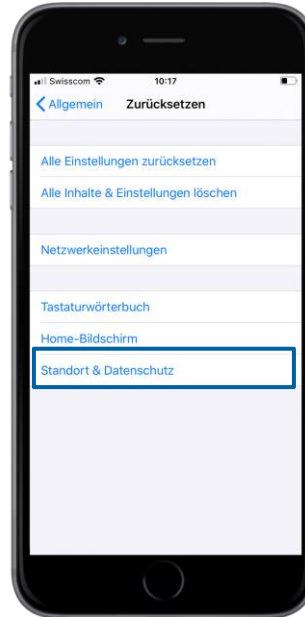 Swisscom 10:17
Allgemein Zurücksetzen
Alle Einstellungen zurücksetzen
Alle Inhalte & Einstellungen löschen
Netzwerkeinstellungen
Tastaturwörterbuch
Home-Bildschirm
Standort & Datenschutz